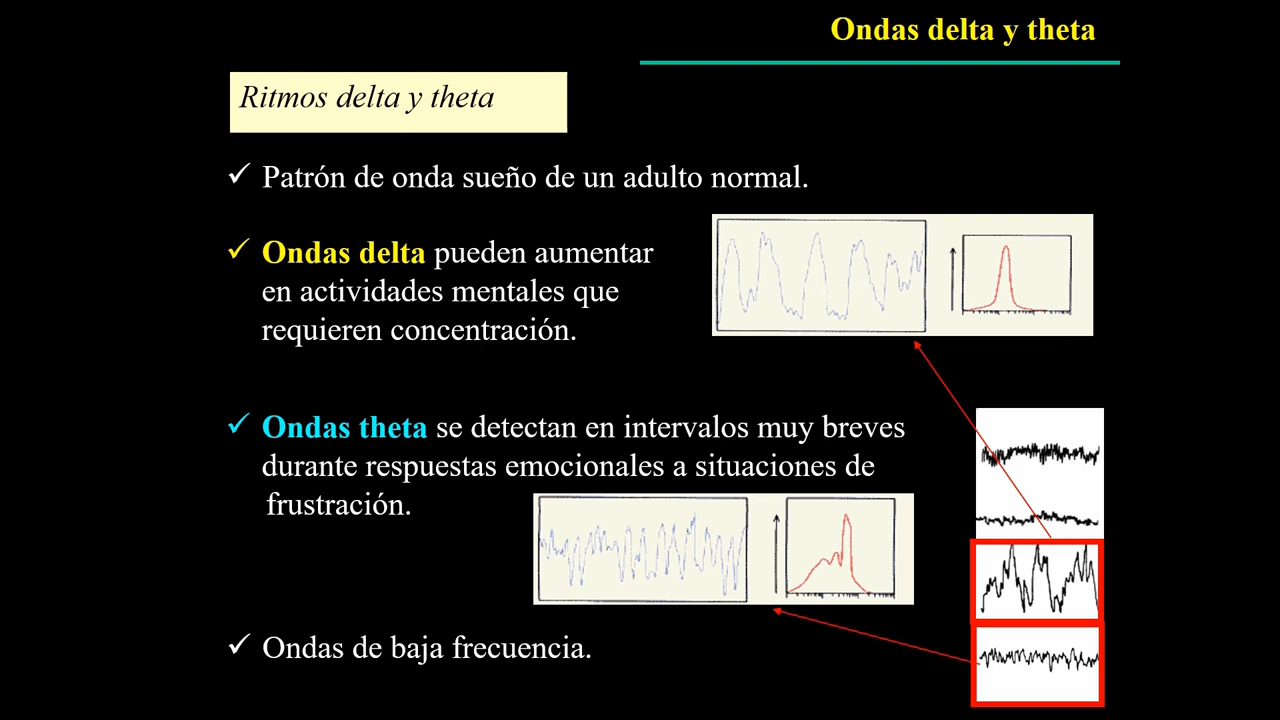 Ondas delta y theta
Ritmos delta y theta
✓ Patrón de onda sueño de un adulto normal.
✓ Ondas delta pueden aumentar
en actividades mentales que
requieren concentración.
✓ Ondas theta se detectan en intervalos muy breves
durante respuestas emocionales a situaciones de
frustración.
✓ Ondas de baja frecuencia.